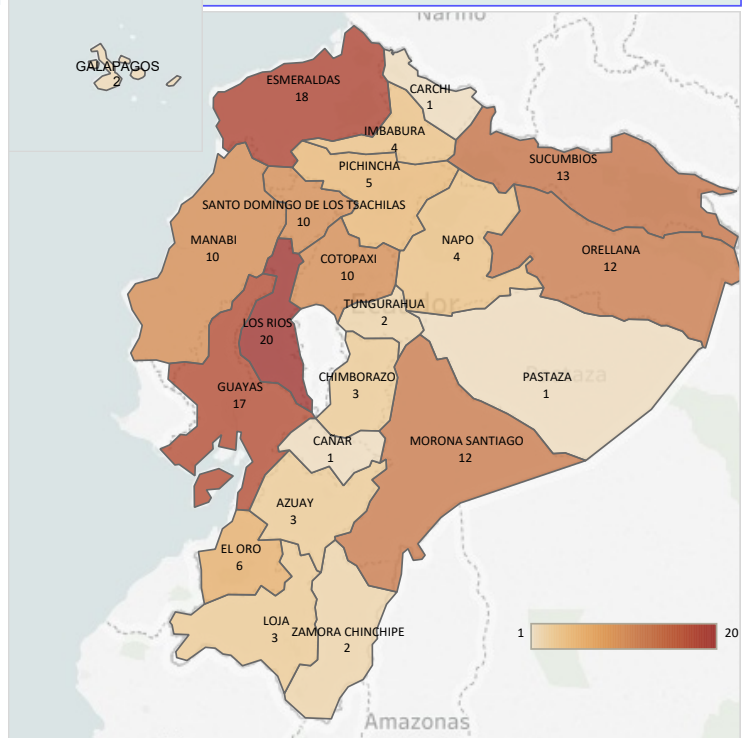 Nariño
GALAPAGOS
2
ESMERALDAS
18
CARCHI
1
IMBABURA
4
PICHINCHA
5
SUCUMBIOS
13
SANTO DOMINGO DE LOS TSACHILAS
10
MANABI
10
COTOPAXI
10
NAPO
4
ORELLANA
12
Ecuador
TUNGURAHUA
2
LOS RIOS
20
GUAYAS
17
CHIMBORAZO
3
Pastaza
PASTAZA
1
CAÑAR
1
MORONA SANTIAGO
12
AZUAY
3
EL ORO
6
LOJA
3
ZAMORA CHINCHIPE
2
1 20
Amazonas